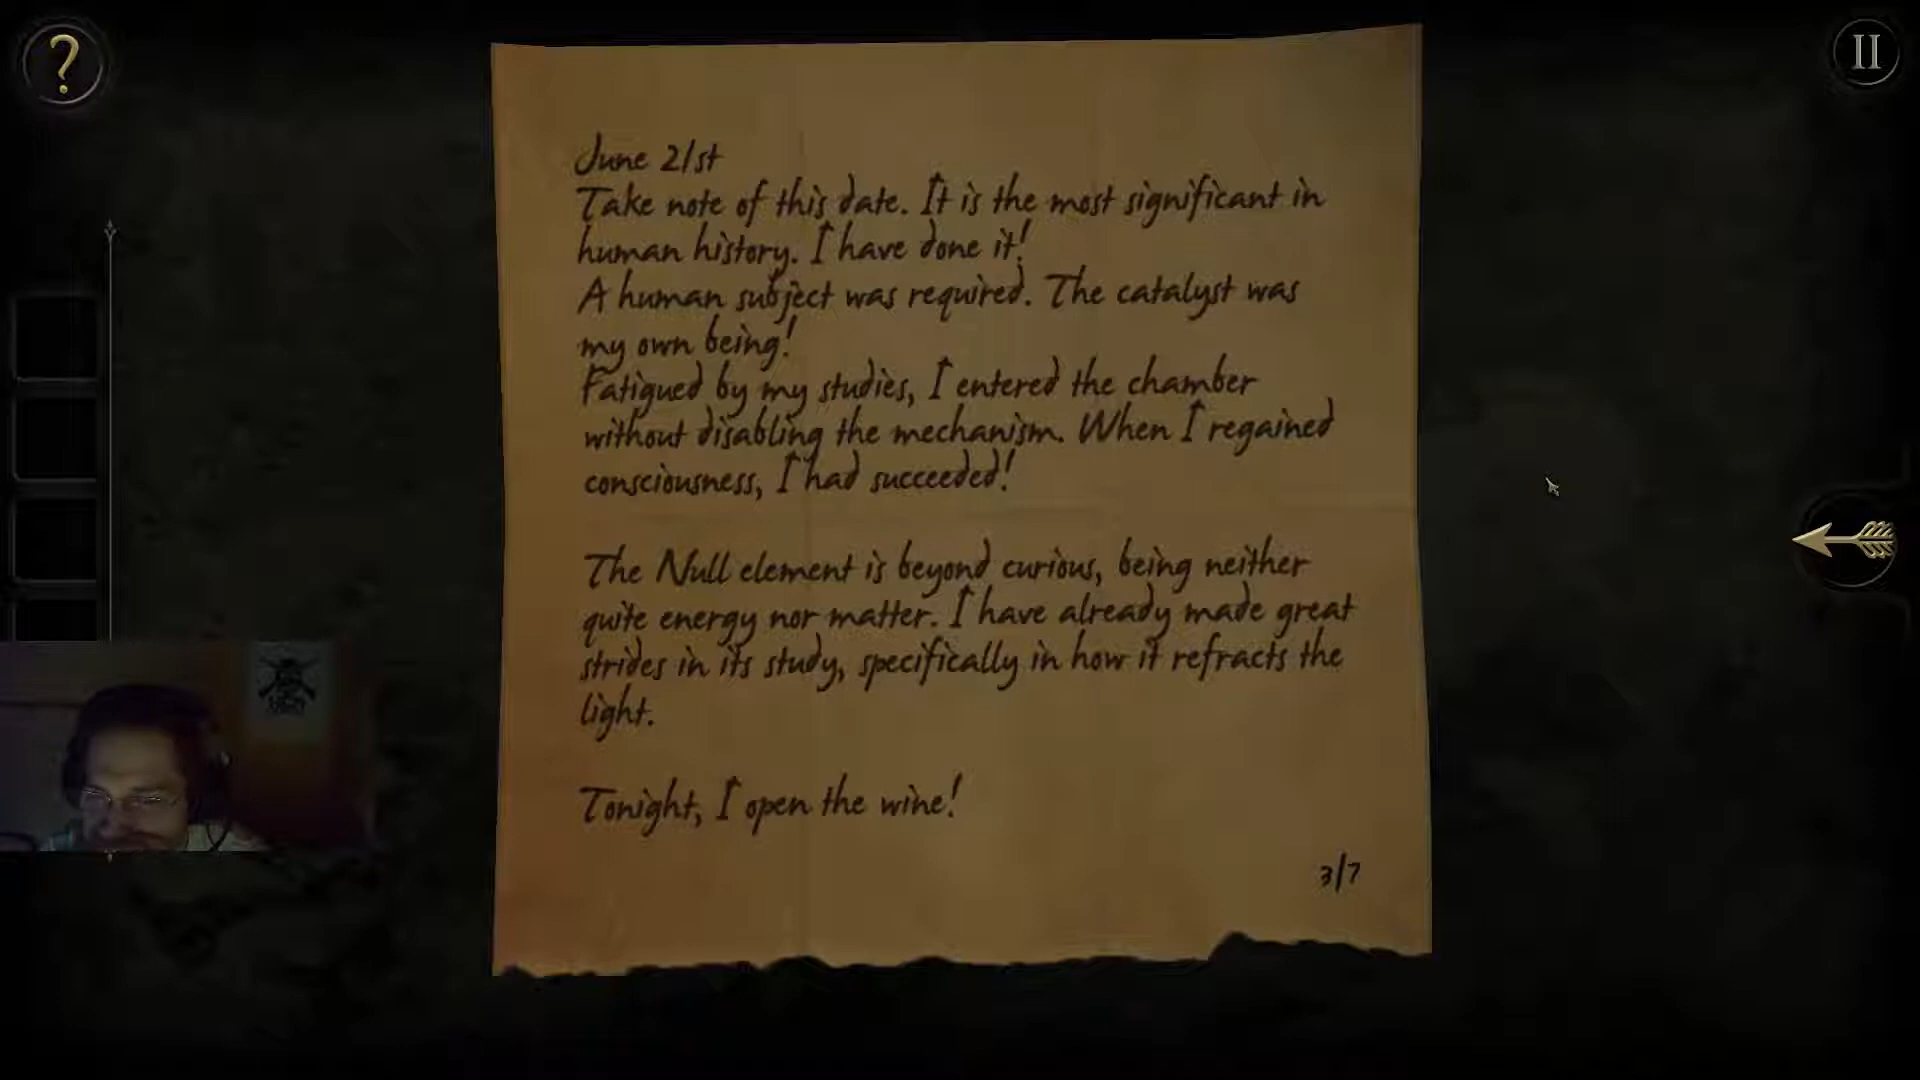 June 21st
Take note of this date. It is the most significant in
human history. I have done it!
A human subject was required. The catalyst was
my own being!
Fatigued by my studies, I entered the chamber
without disabling the mechanism. When I regained
consciousness, I had succeeded!
The Null element is beyond curious, being neither
quite energy nor matter. I have already made great
strides in its study, specifically in how it refracts the
light.
Tonight, I open the wine!
3/7
?
II